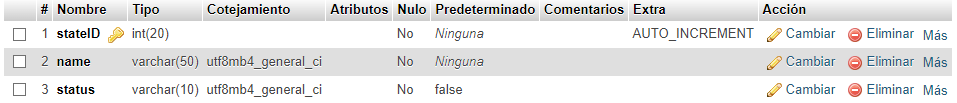 # Nombre Tipo Cotejamiento Atributos Nulo Predeterminado Comentarios Extra Acción
1 stateID int(20) No Ninguna AUTO_INCREMENT Cambiar Eliminar Más
2 name varchar(50) utf8mb4_general_ci No Ninguna Cambiar Eliminar Más
3 status varchar(10) utf8mb4_general_ci No false Cambiar Eliminar Más